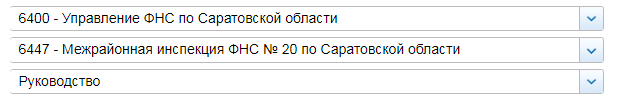 6400 - Управление ФНС по Саратовской области
6447 - Межрайонная инспекция ФНС № 20 по Саратовской области
Руководство